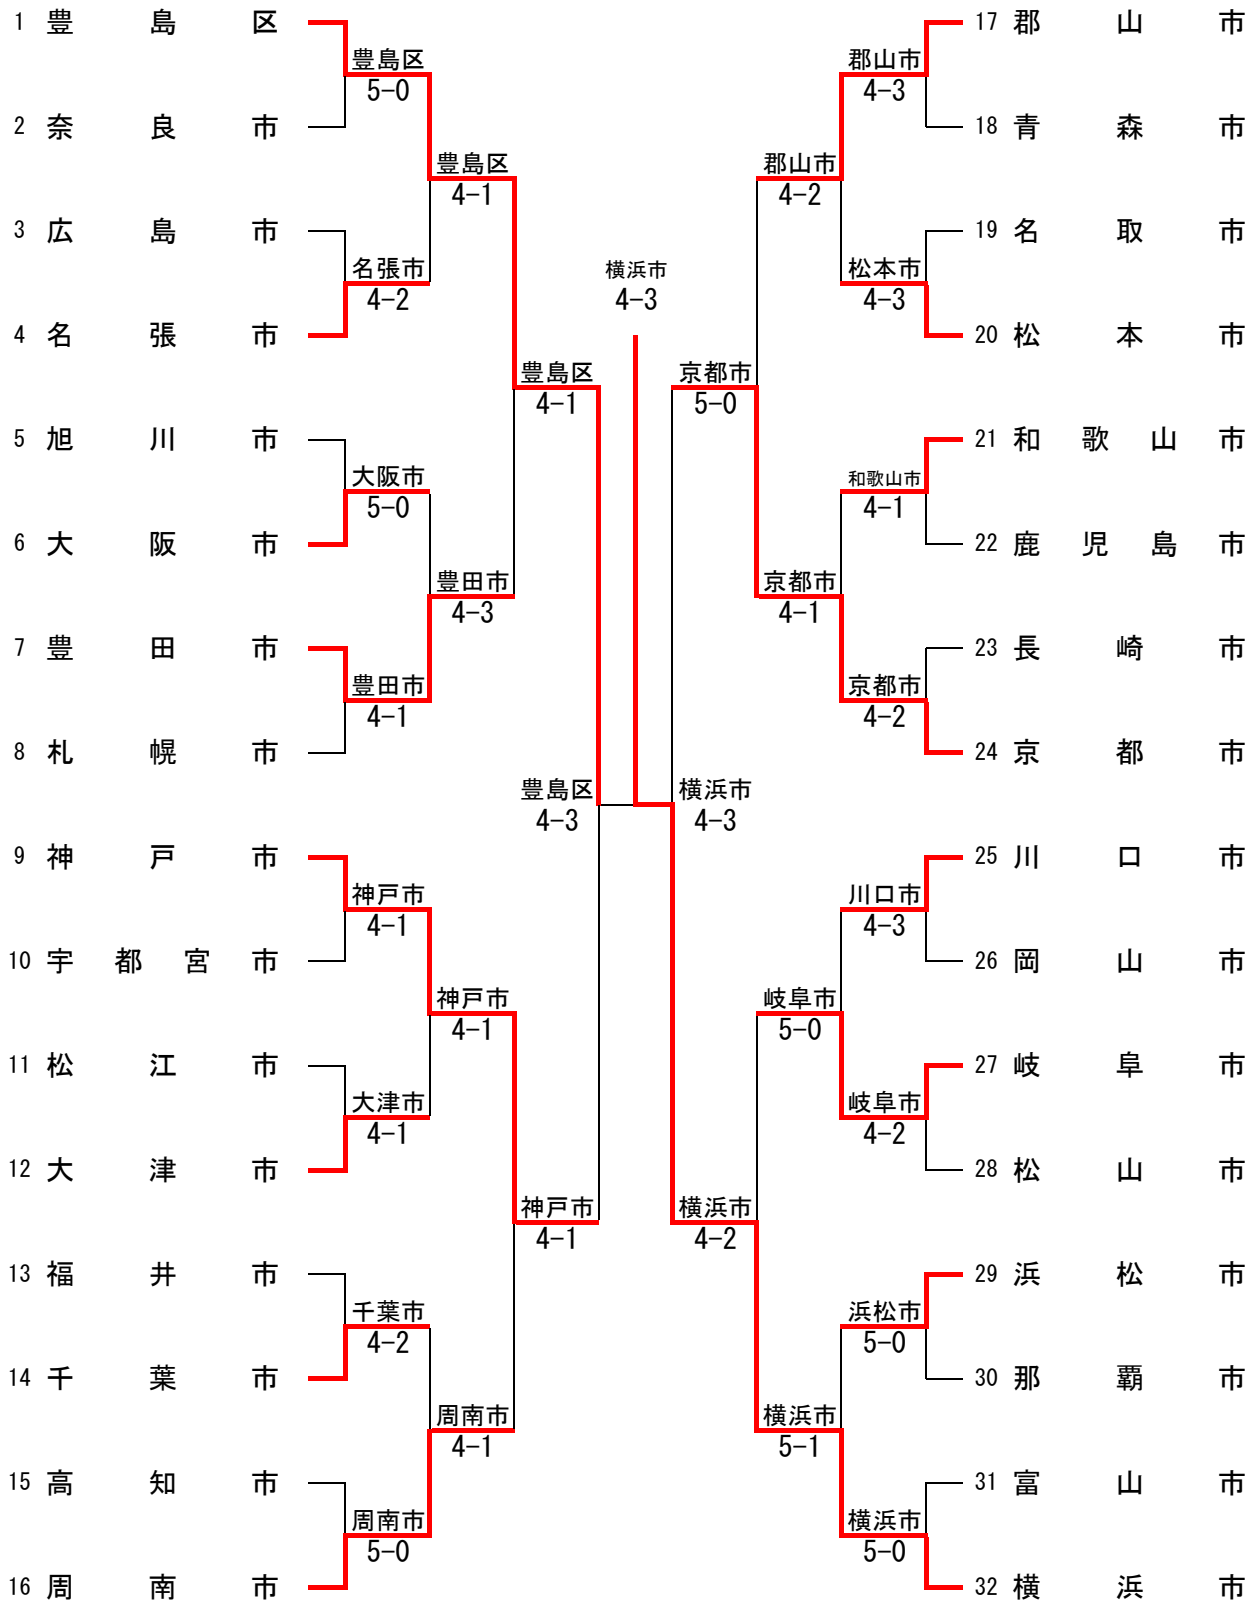 1 豊島区
17 郡山市
豊島区
郡山市
5-0
4-3
2 奈良市
18 青森市
豊島区
郡山市
4-1
4-2
3 広島市
19 名取市
名張市
横浜市
松本市
4-2
4-3
4-3
4 名張市
20 松本市
豊島区
京都市
4-1
5-0
5 旭川市
21 和歌山市
大阪市
和歌山市
5-0
4-1
6 大阪市
22 鹿児島市
豊田市
京都市
4-3
4-1
7 豊田市
23 長崎市
豊田市
京都市
4-1
4-2
8 札幌市
24 京都市
豊島区
横浜市
4-3
4-3
9 神戸市
25 川口市
神戸市
川口市
4-1
4-3
10 宇都宮市
26 岡山市
神戸市
岐阜市
4-1
5-0
11 松江市
27 岐阜市
大津市
岐阜市
4-1
4-2
12 大津市
28 松山市
神戸市
横浜市
4-1
4-2
13 福井市
29 浜松市
千葉市
浜松市
4-2
5-0
14 千葉市
30 那覇市
周南市
横浜市
4-1
5-1
15 高知市
31 富山市
周南市
横浜市
5-0
5-0
16 周南市
32 横浜市